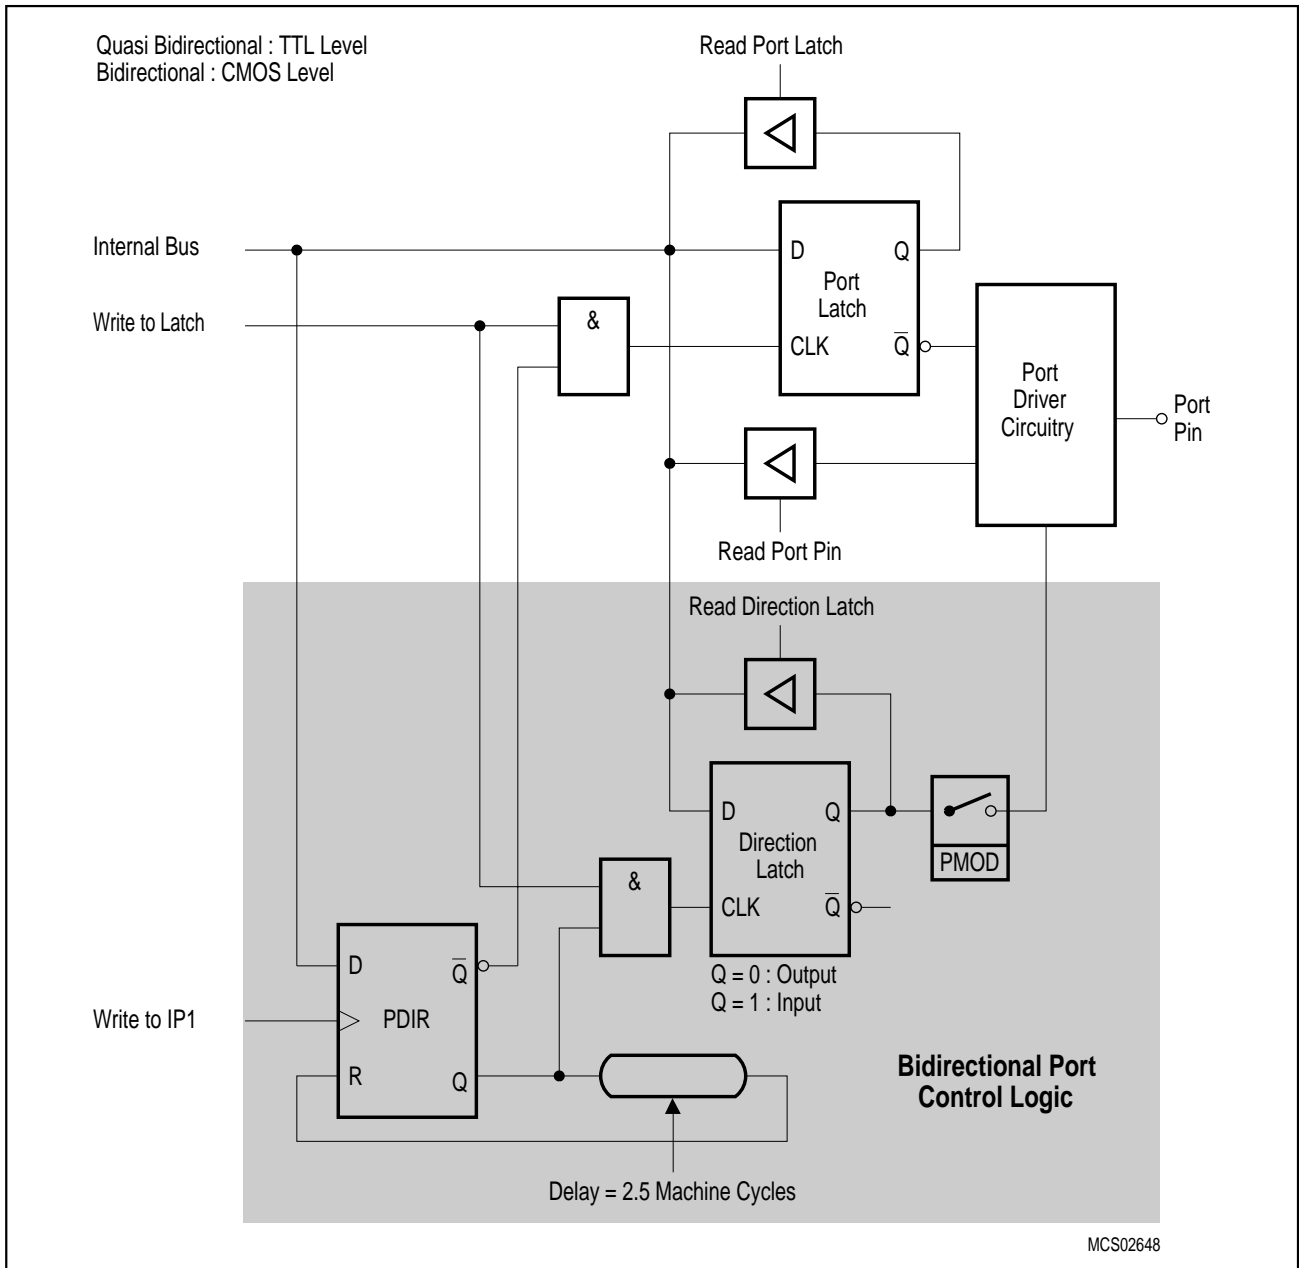 Quasi Bidirectional : TTL Level
Bidirectional : CMOS Level
Read Port Latch
Internal Bus
Write to Latch
&
D
Q
Port
Latch
CLK
Q̅
Port
Driver
Circuitry
Port
Pin
Read Port Pin
Read Direction Latch
D
Q
Direction
Latch
CLK
Q̅
PMOD
&
Q = 0 : Output
Q = 1 : Input
D
Q̅
Write to IP1
PDIR
R
Q
Bidirectional Port
Control Logic
Delay = 2.5 Machine Cycles
MCS02648